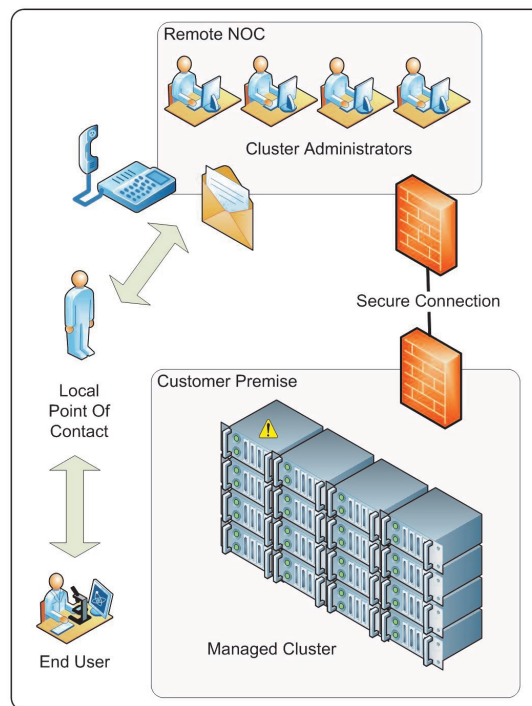 Remote NOC
Cluster Administrators
Secure Connection
Customer Premise
Local
Point Of
Contact
Managed Cluster
End User